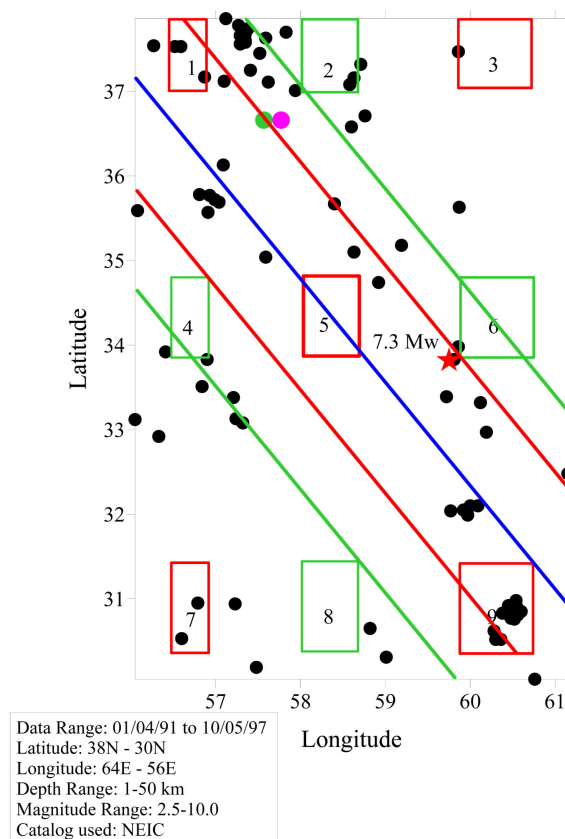 37
36
35
34
33
32
31
Latitude
1
2
3
4
5
6
7.3 Mw
7
8
9
57
58
59
60
61
Longitude
Data Range: 01/04/91 to 10/05/97
Latitude: 38N - 30N
Longitude: 64E - 56E
Depth Range: 1-50 km
Magnitude Range: 2.5-10.0
Catalog used: NEIC